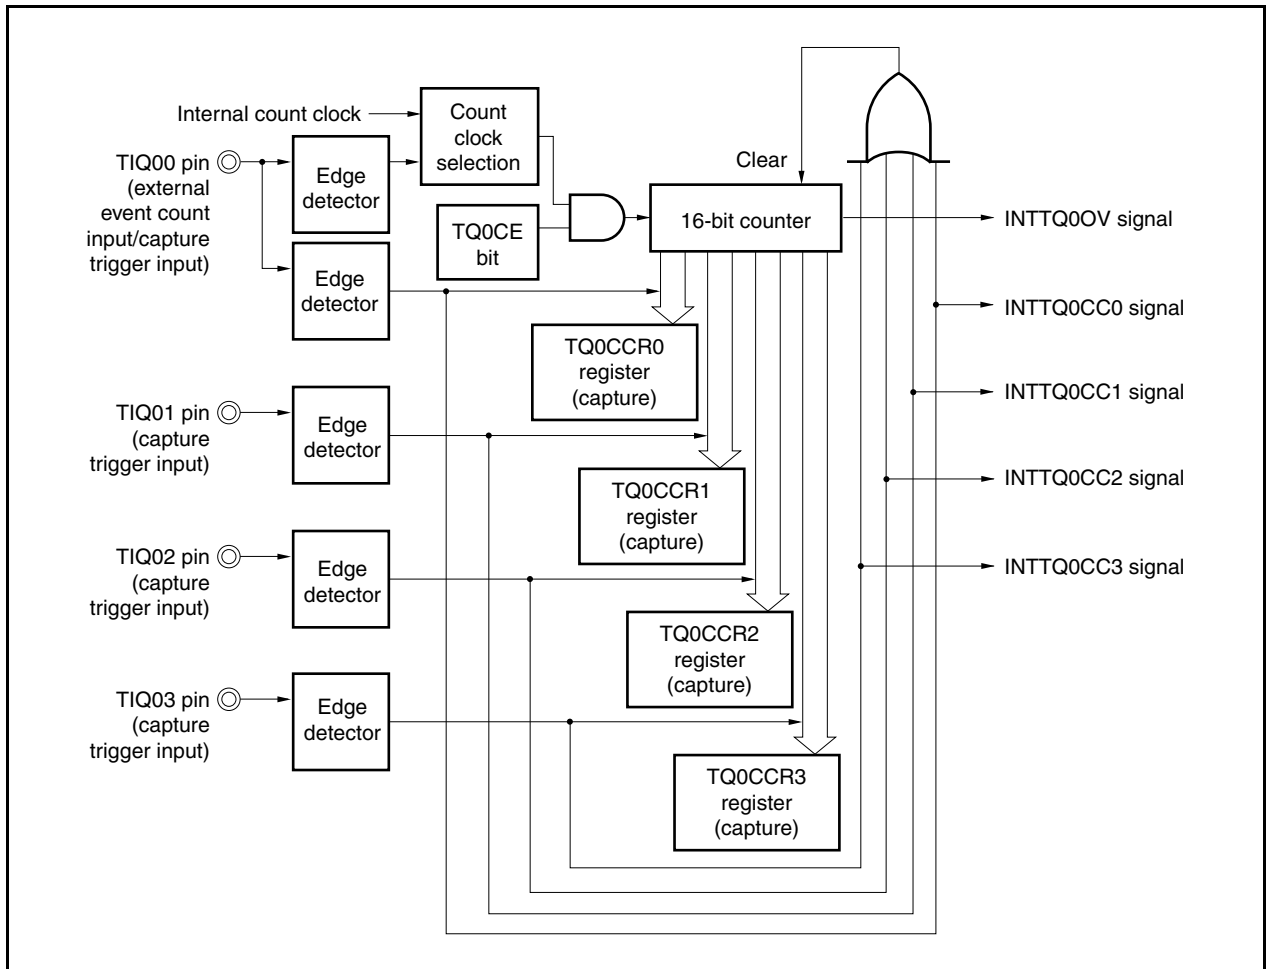 Internal count clock
Count
clock
selection
TIQ00 pin
(external
event count
input/capture
trigger input)
Edge
detector
Clear
TQ0CE
bit
16-bit counter
INTTQ0OV signal
Edge
detector
INTTQ0CC0 signal
TQ0CCR0
register
(capture)
TIQ01 pin
(capture
trigger input)
Edge
detector
INTTQ0CC1 signal
TQ0CCR1
register
(capture)
INTTQ0CC2 signal
TIQ02 pin
(capture
trigger input)
Edge
detector
INTTQ0CC3 signal
TQ0CCR2
register
(capture)
TIQ03 pin
(capture
trigger input)
Edge
detector
TQ0CCR3
register
(capture)